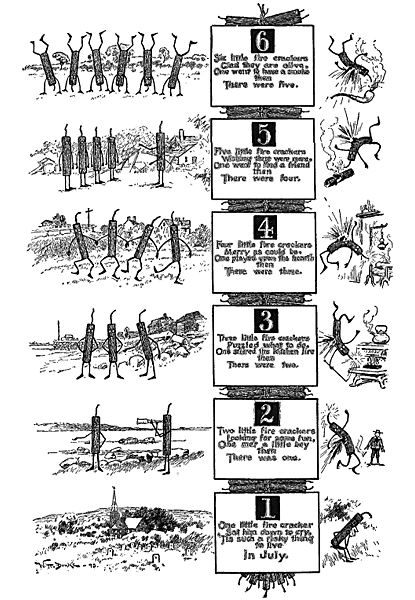 6
Six little fire crackers
Glad they are alive,
One went to have a smoke
then
There were five.
5
Five little fire crackers
Wishing there were more,
One went to find a friend
then
There were four.
4
Four little fire crackers
Merry as could be,
One played upon the hearth
then
There were three.
3
Three little fire crackers
Puzzled what to do,
One stirred the kitchen fire
then
There were two.
2
Two little fire crackers
Looking for some fun,
One met a little boy
then
There was one.
1
One little fire cracker
Sat him down to cry,
'Tis such a risky thing
to live
In July.